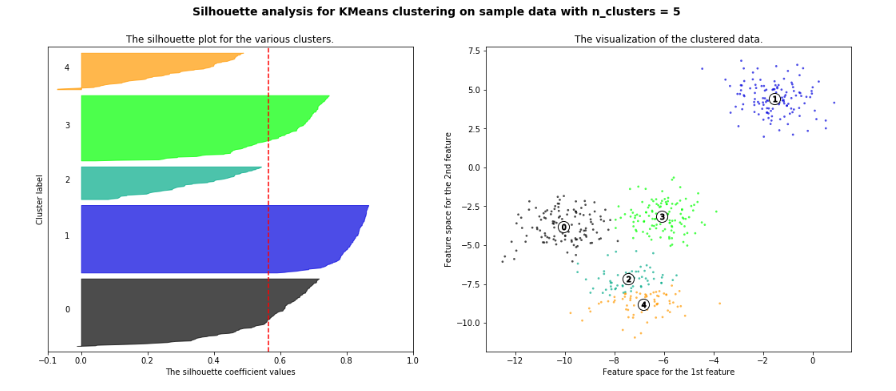 Silhouette analysis for KMeans clustering on sample data with n_clusters = 5
The silhouette plot for the various clusters.
Cluster label
4
3
2
1
0
−0.1 0.0 0.2 0.4 0.6 0.8 1.0
The silhouette coefficient values
The visualization of the clustered data.
Feature space for the 2nd feature
7.5
5.0
2.5
0.0
−2.5
−5.0
−7.5
−10.0
1
3
0
2
4
−12 −10 −8 −6 −4 −2 0
Feature space for the 1st feature